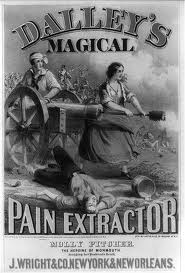 DALLEY'S
MAGICAL
PAIN EXTRACTOR
MOLLY PITCHER
THE HEROINE OF MONMOUTH
J. WRIGHT & CO. NEW YORK & NEW ORLEANS.